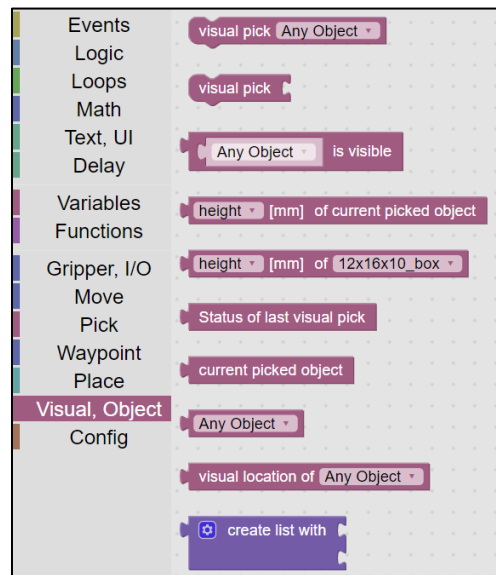 Events
Logic
Loops
Math
Text, UI
Delay
Variables
Functions
Gripper, I/O
Move
Pick
Waypoint
Place
Visual, Object
Config
visual pick Any Object
visual pick
Any Object is visible
height [mm] of current picked object
height [mm] of 12x16x10_box
Status of last visual pick
current picked object
Any Object
visual location of Any Object
create list with